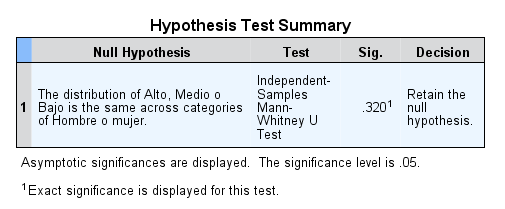 Hypothesis Test Summary
Null Hypothesis Test Sig. Decision
1 The distribution of Alto, Medio o Bajo is the same across categories of Hombre o mujer. Independent-Samples Mann-Whitney U Test .320¹ Retain the null hypothesis.
Asymptotic significances are displayed. The significance level is .05.
¹Exact significance is displayed for this test.